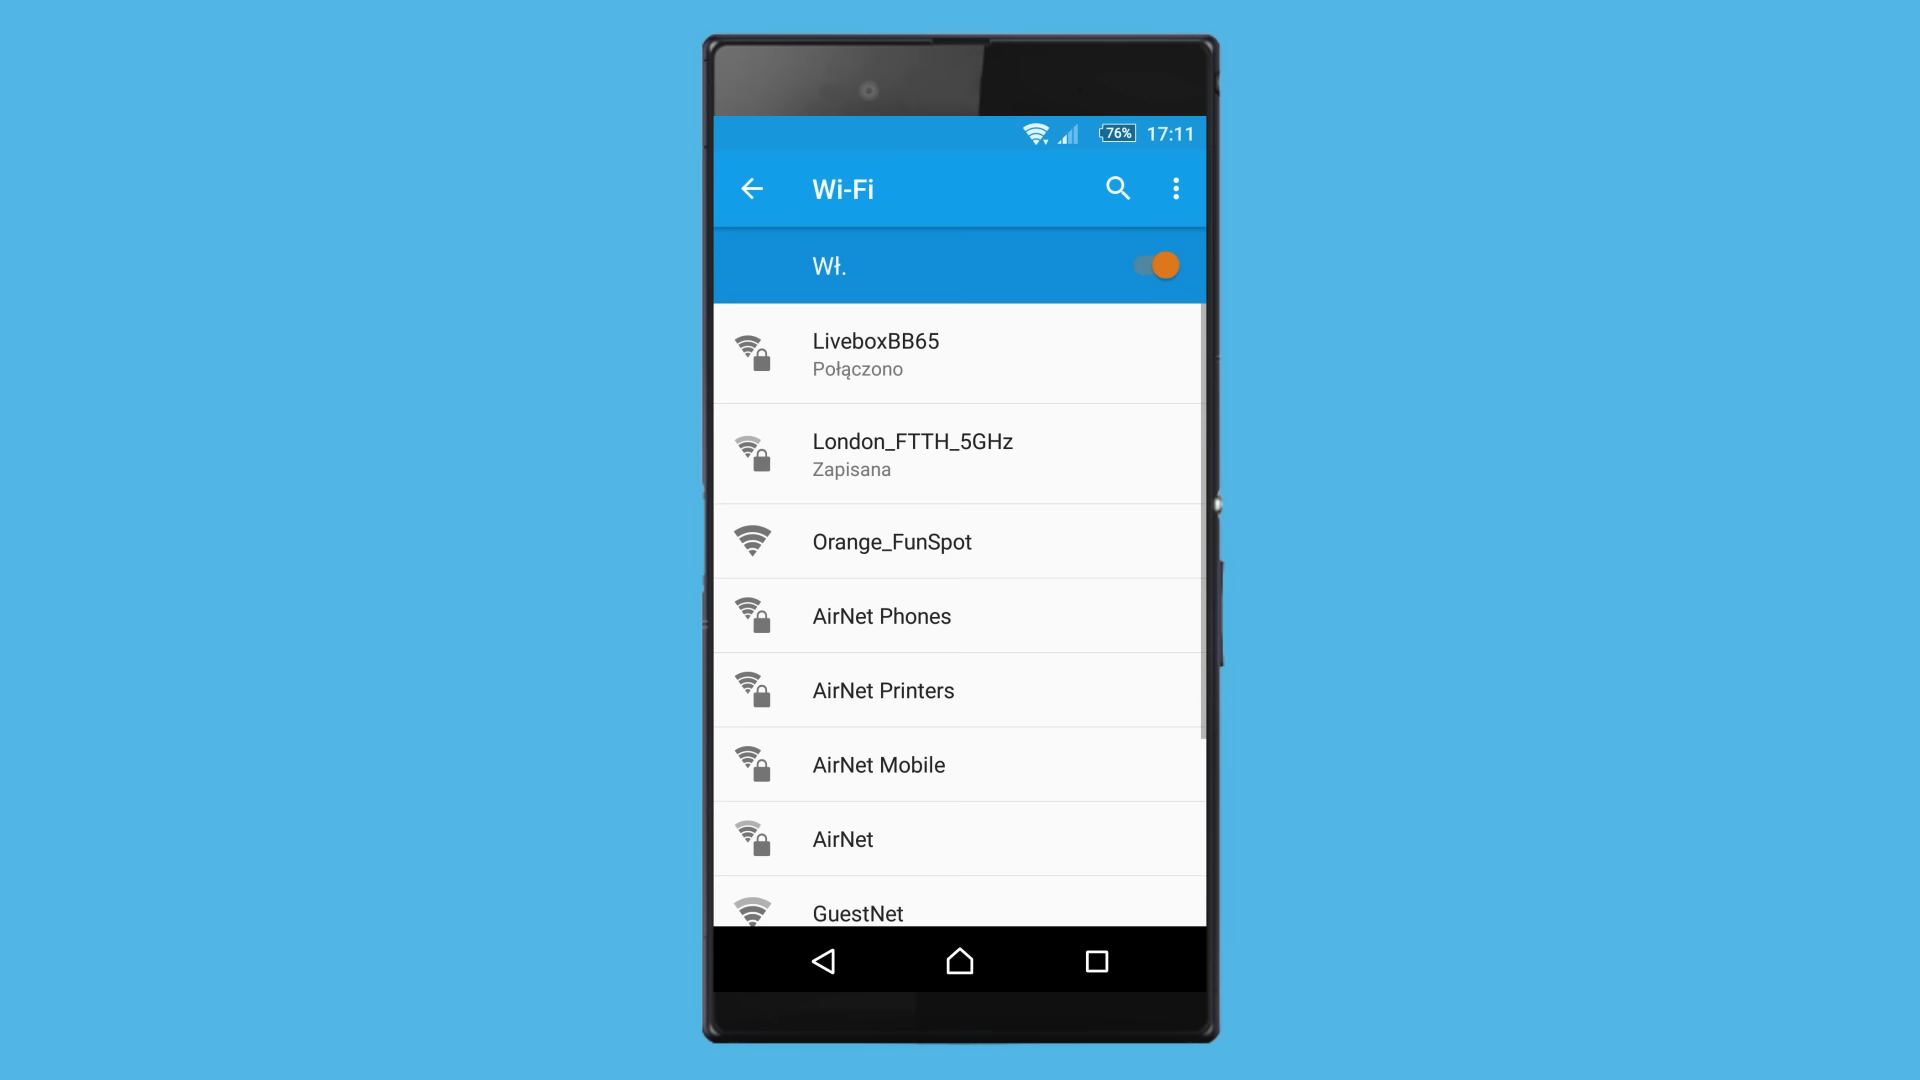 76% 17:11
Wi-Fi
Wł.
LiveboxBB65
Połączono
London_FTTH_5GHz
Zapisana
Orange_FunSpot
AirNet Phones
AirNet Printers
AirNet Mobile
AirNet
GuestNet